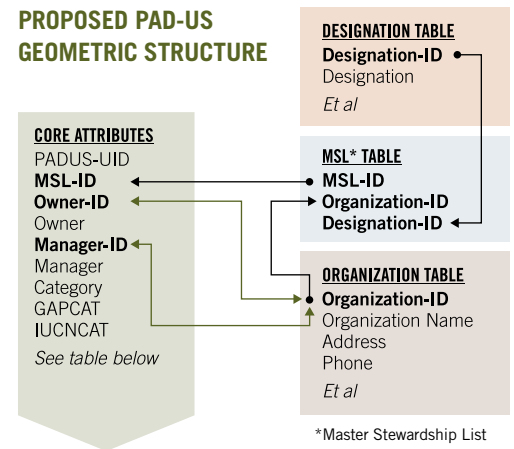 PROPOSED PAD-US
GEOMETRIC STRUCTURE
CORE ATTRIBUTES
PADUS-UID
MSL-ID
Owner-ID
Owner
Manager-ID
Manager
Category
GAPCAT
IUCNCAT
See table below
DESIGNATION TABLE
Designation-ID
Designation
Et al
MSL* TABLE
MSL-ID
Organization-ID
Designation-ID
ORGANIZATION TABLE
Organization-ID
Organization Name
Address
Phone
Et al
*Master Stewardship List